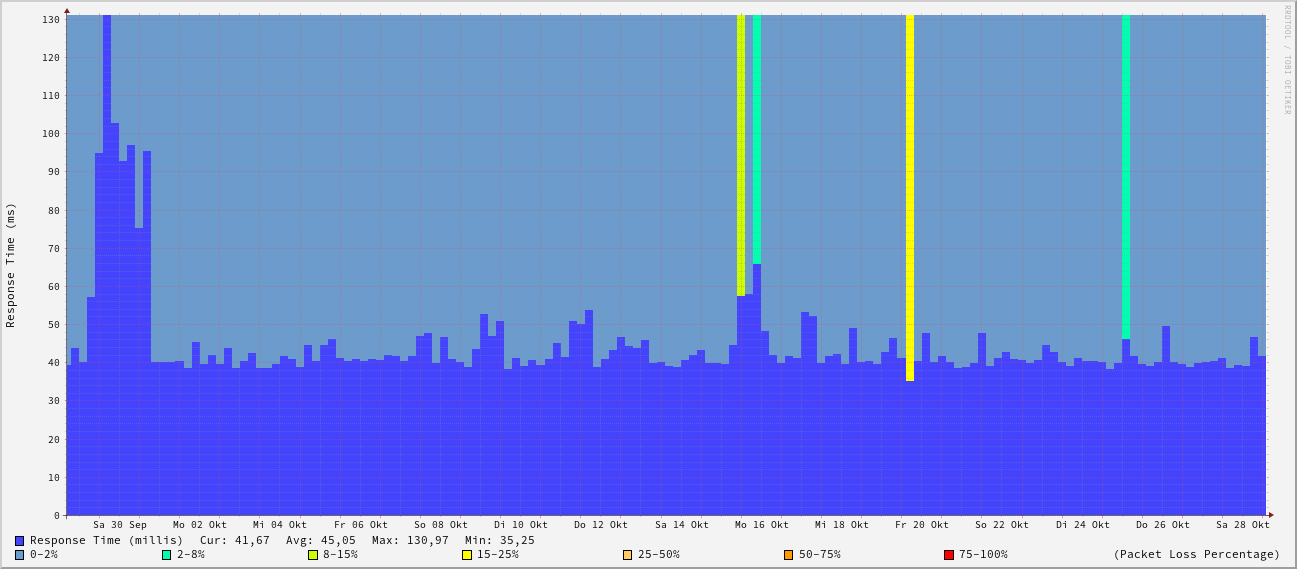 RRDTOOL / TOBI OETIKER
Response Time (ms)
130
120
110
100
90
80
70
60
50
40
30
20
10
0
Sa 30 Sep Mo 02 Okt Mi 04 Okt Fr 06 Okt So 08 Okt Di 10 Okt Do 12 Okt Sa 14 Okt Mo 16 Okt Mi 18 Okt Fr 20 Okt So 22 Okt Di 24 Okt Do 26 Okt Sa 28 Okt
Response Time (millis) Cur: 41,67 Avg: 45,05 Max: 130,97 Min: 35,25
0-2% 2-8% 8-15% 15-25% 25-50% 50-75% 75-100% (Packet Loss Percentage)